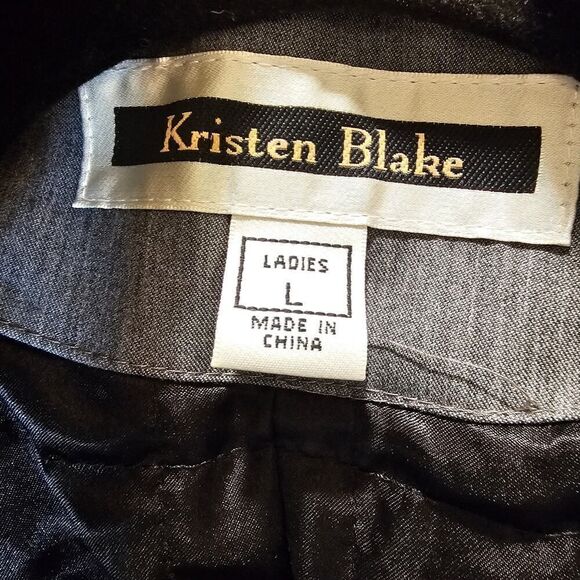 Kristen Blake
LADIES
L
MADE IN
CHINA